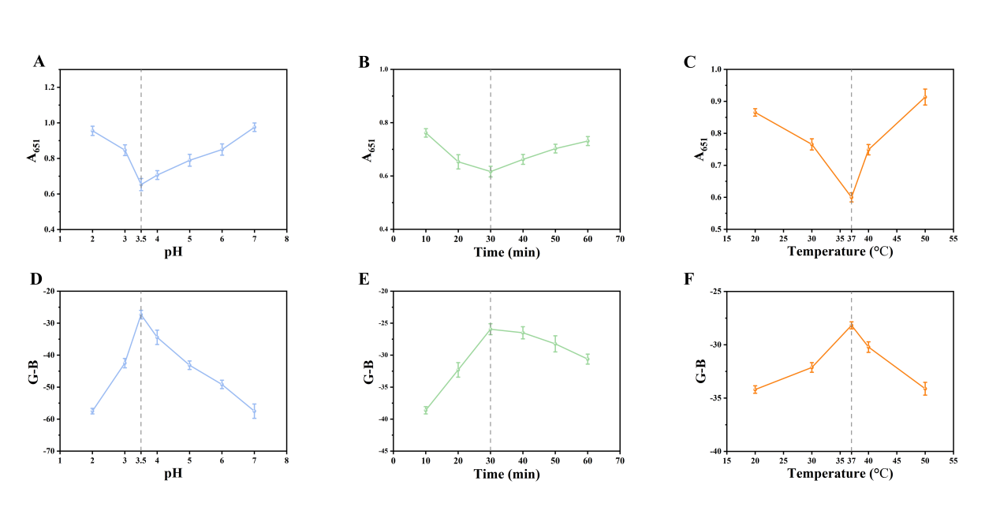 A
A651
1.2
1.0
0.8
0.6
0.4
1 2 3 3.5 4 5 6 7 8
pH
B
A651
1.0
0.8
0.6
0.4
0 10 20 30 40 50 60 70
Time (min)
C
A651
1.0
0.9
0.8
0.7
0.6
0.5
15 20 25 30 35 37 40 45 50 55
Temperature (°C)
D
G-B
-20
-30
-40
-50
-60
-70
1 2 3 3.5 4 5 6 7 8
pH
E
G-B
-20
-25
-30
-35
-40
-45
0 10 20 30 40 50 60 70
Time (min)
F
G-B
-25
-30
-35
-40
15 20 25 30 35 37 40 45 50 55
Temperature (°C)